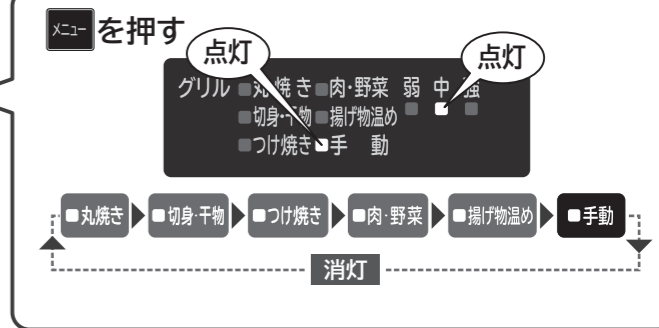 メニュー を押す
点灯
点灯
グリル ■丸焼き ■肉・野菜 弱 中 強
■切身・干物 ■揚げ物温め
■つけ焼き ■手 動
■丸焼き ■切身・干物 ■つけ焼き ■肉・野菜 ■揚げ物温め ■手動
消灯